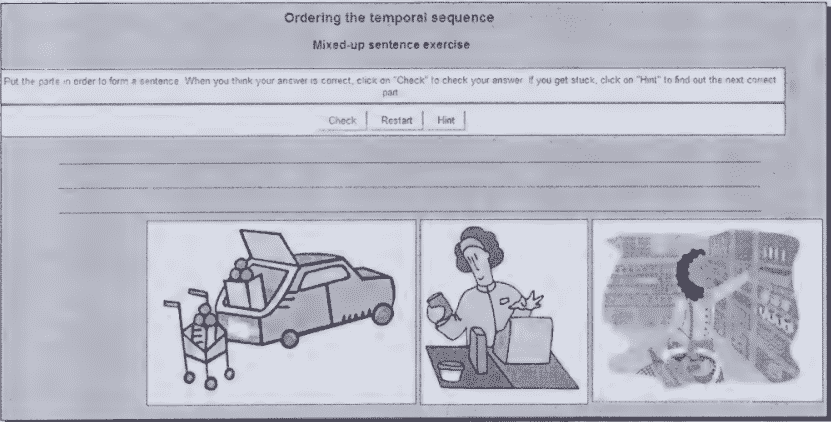 Ordering the temporal sequence
Mixed-up sentence exercise
Put the parts in order to form a sentence. When you think your answer is correct, click on "Check" to check your answer. If you get stuck, click on "Hint" to find out the next correct
part.
Check Restart Hint